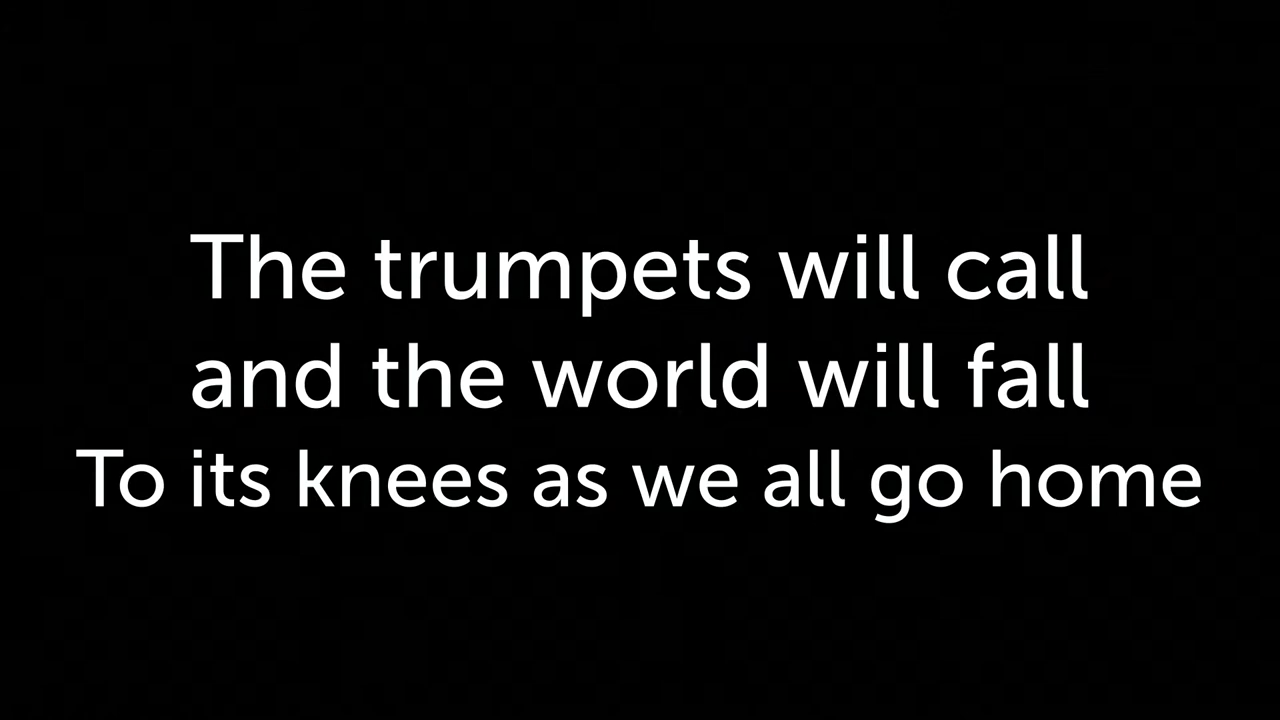 The trumpets will call
and the world will fall
To its knees as we all go home